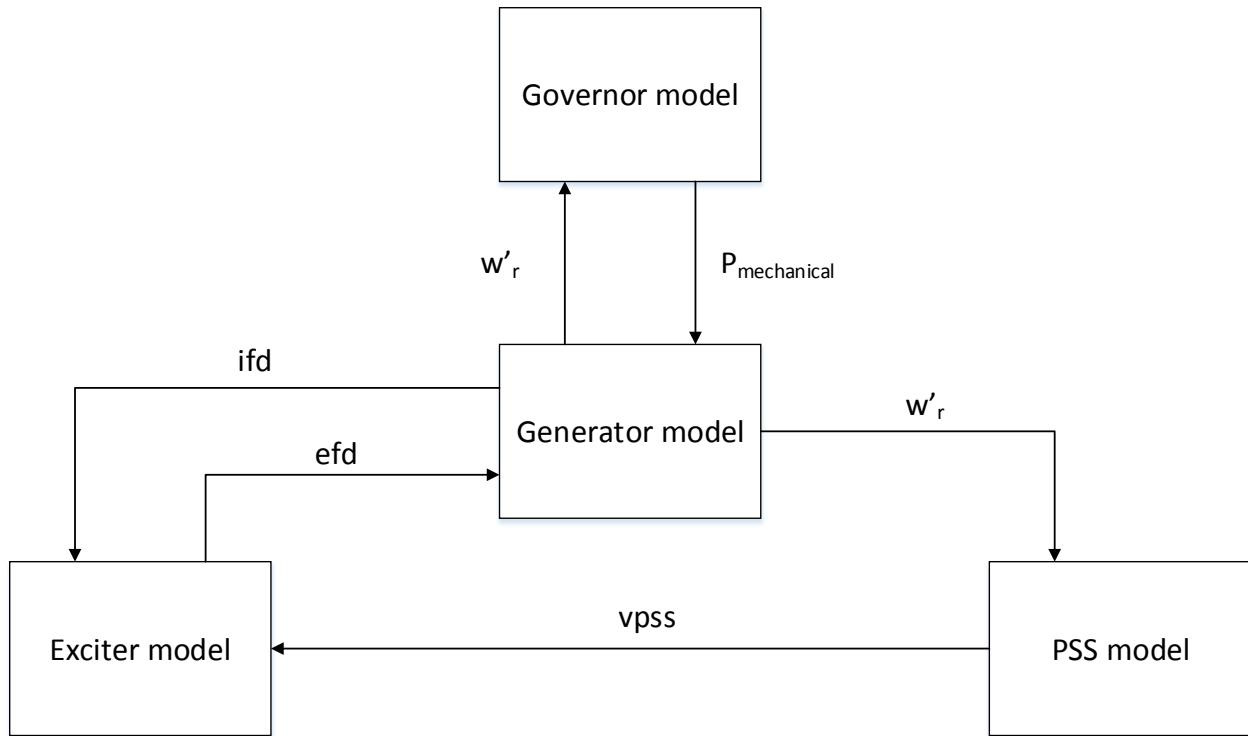 Governor model
w’r
Pmechanical
ifd
Generator model
w’r
efd
vpss
Exciter model
PSS model